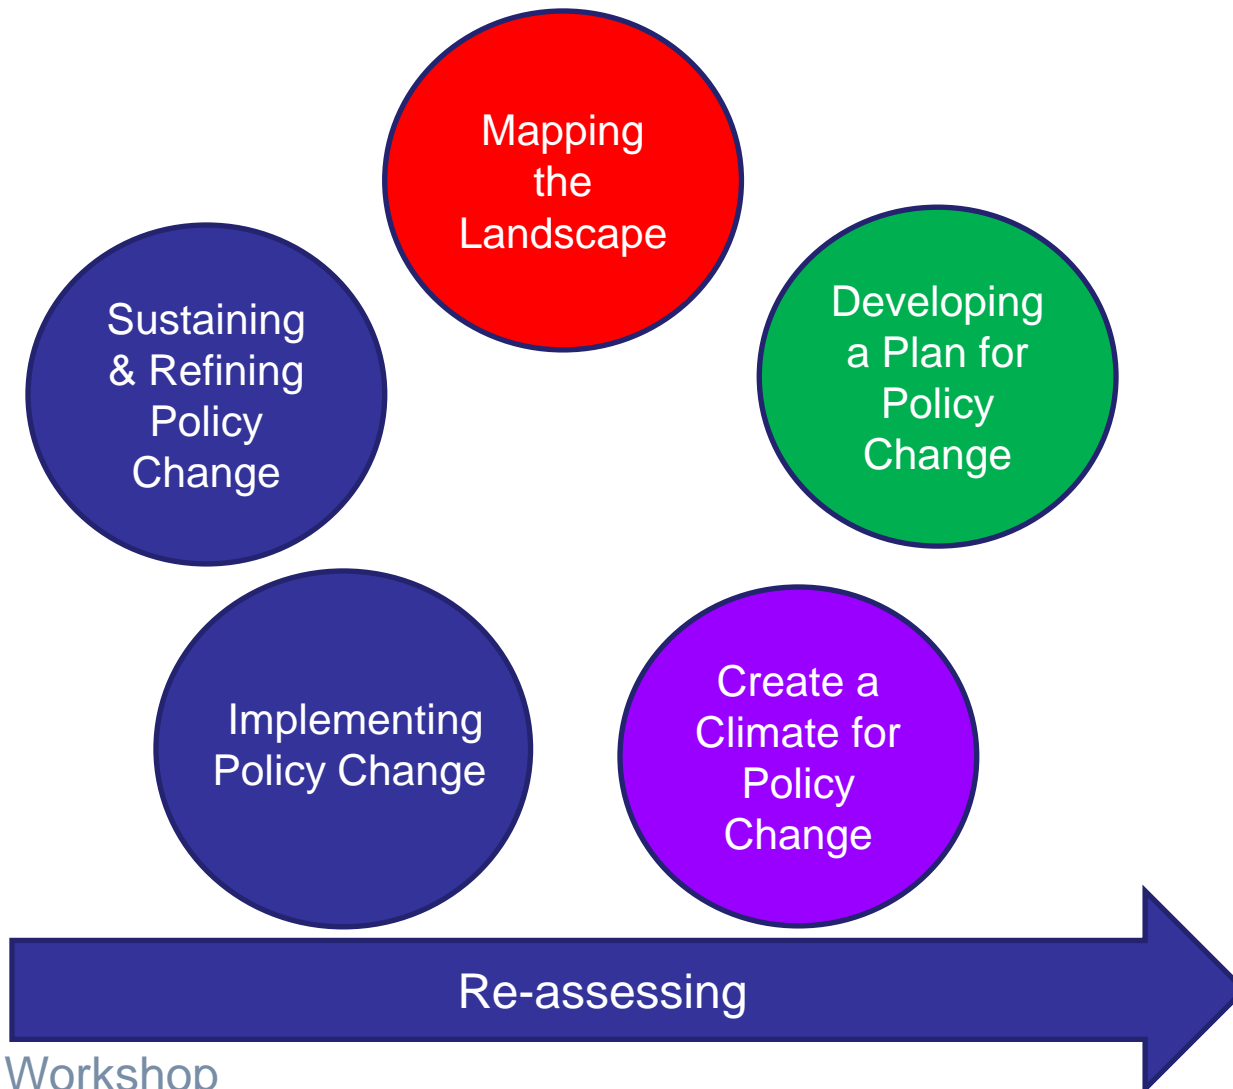 Mapping
the
Landscape
Developing
a Plan for
Policy
Change
Sustaining
& Refining
Policy
Change
Implementing
Policy Change
Create a
Climate for
Policy
Change
Re-assessing
Workshop